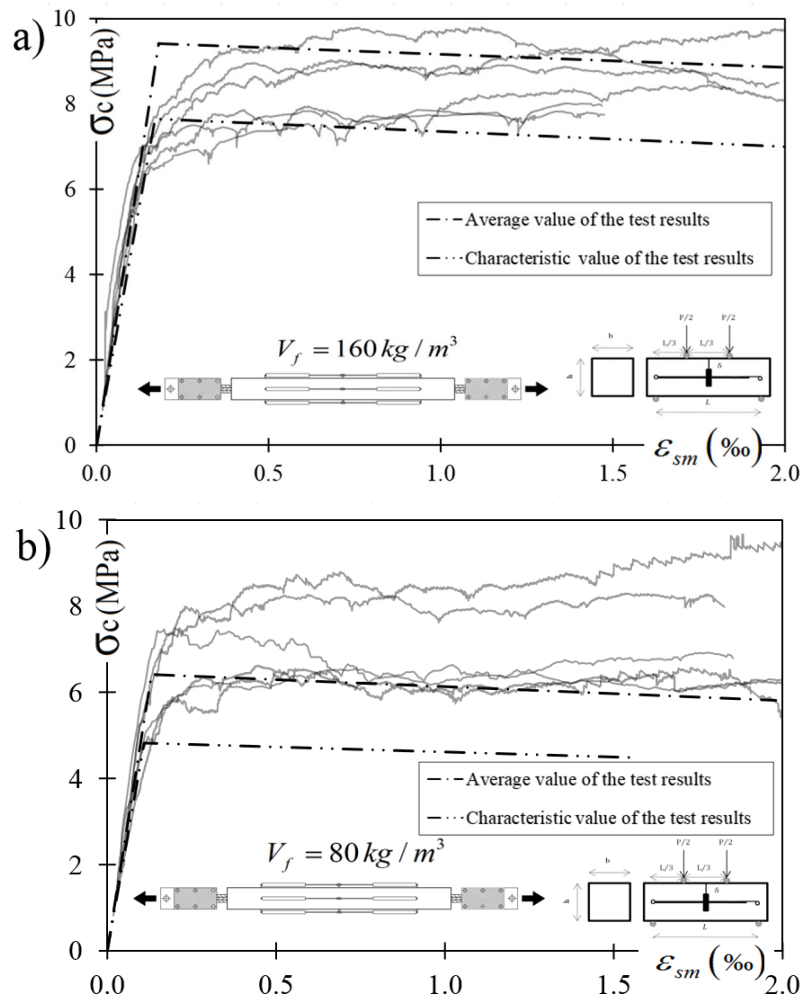 a)
10
8
6
4
2
0
σc(MPa)
Average value of the test results
Characteristic value of the test results
V_f = 160 kg / m³
P/2 P/2
L/3 L/3
b
h
δ
L
ε_sm (‰)
0.0 0.5 1.0 1.5 2.0
b)
10
8
6
4
2
0
σc(MPa)
Average value of the test results
Characteristic value of the test results
V_f = 80 kg / m³
P/2 P/2
L/3 L/3
b
h
δ
L
ε_sm (‰)
0.0 0.5 1.0 1.5 2.0